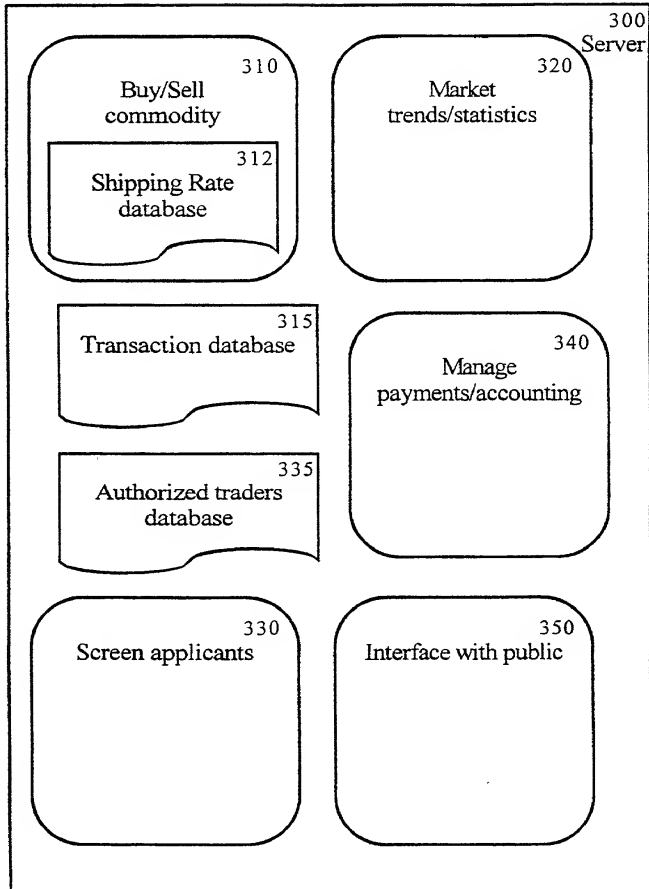 300
Server
310
Buy/Sell
commodity
312
Shipping Rate
database
320
Market
trends/statistics
315
Transaction database
340
Manage
payments/accounting
335
Authorized traders
database
330
Screen applicants
350
Interface with public